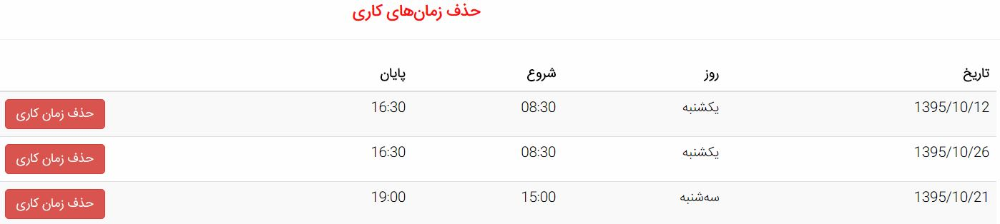 حذف زمان‌های کاری
تاریخ روز شروع پایان
1395/10/12 یکشنبه 08:30 16:30 حذف زمان کاری
1395/10/26 یکشنبه 08:30 16:30 حذف زمان کاری
1395/10/21 سه‌شنبه 15:00 19:00 حذف زمان کاری